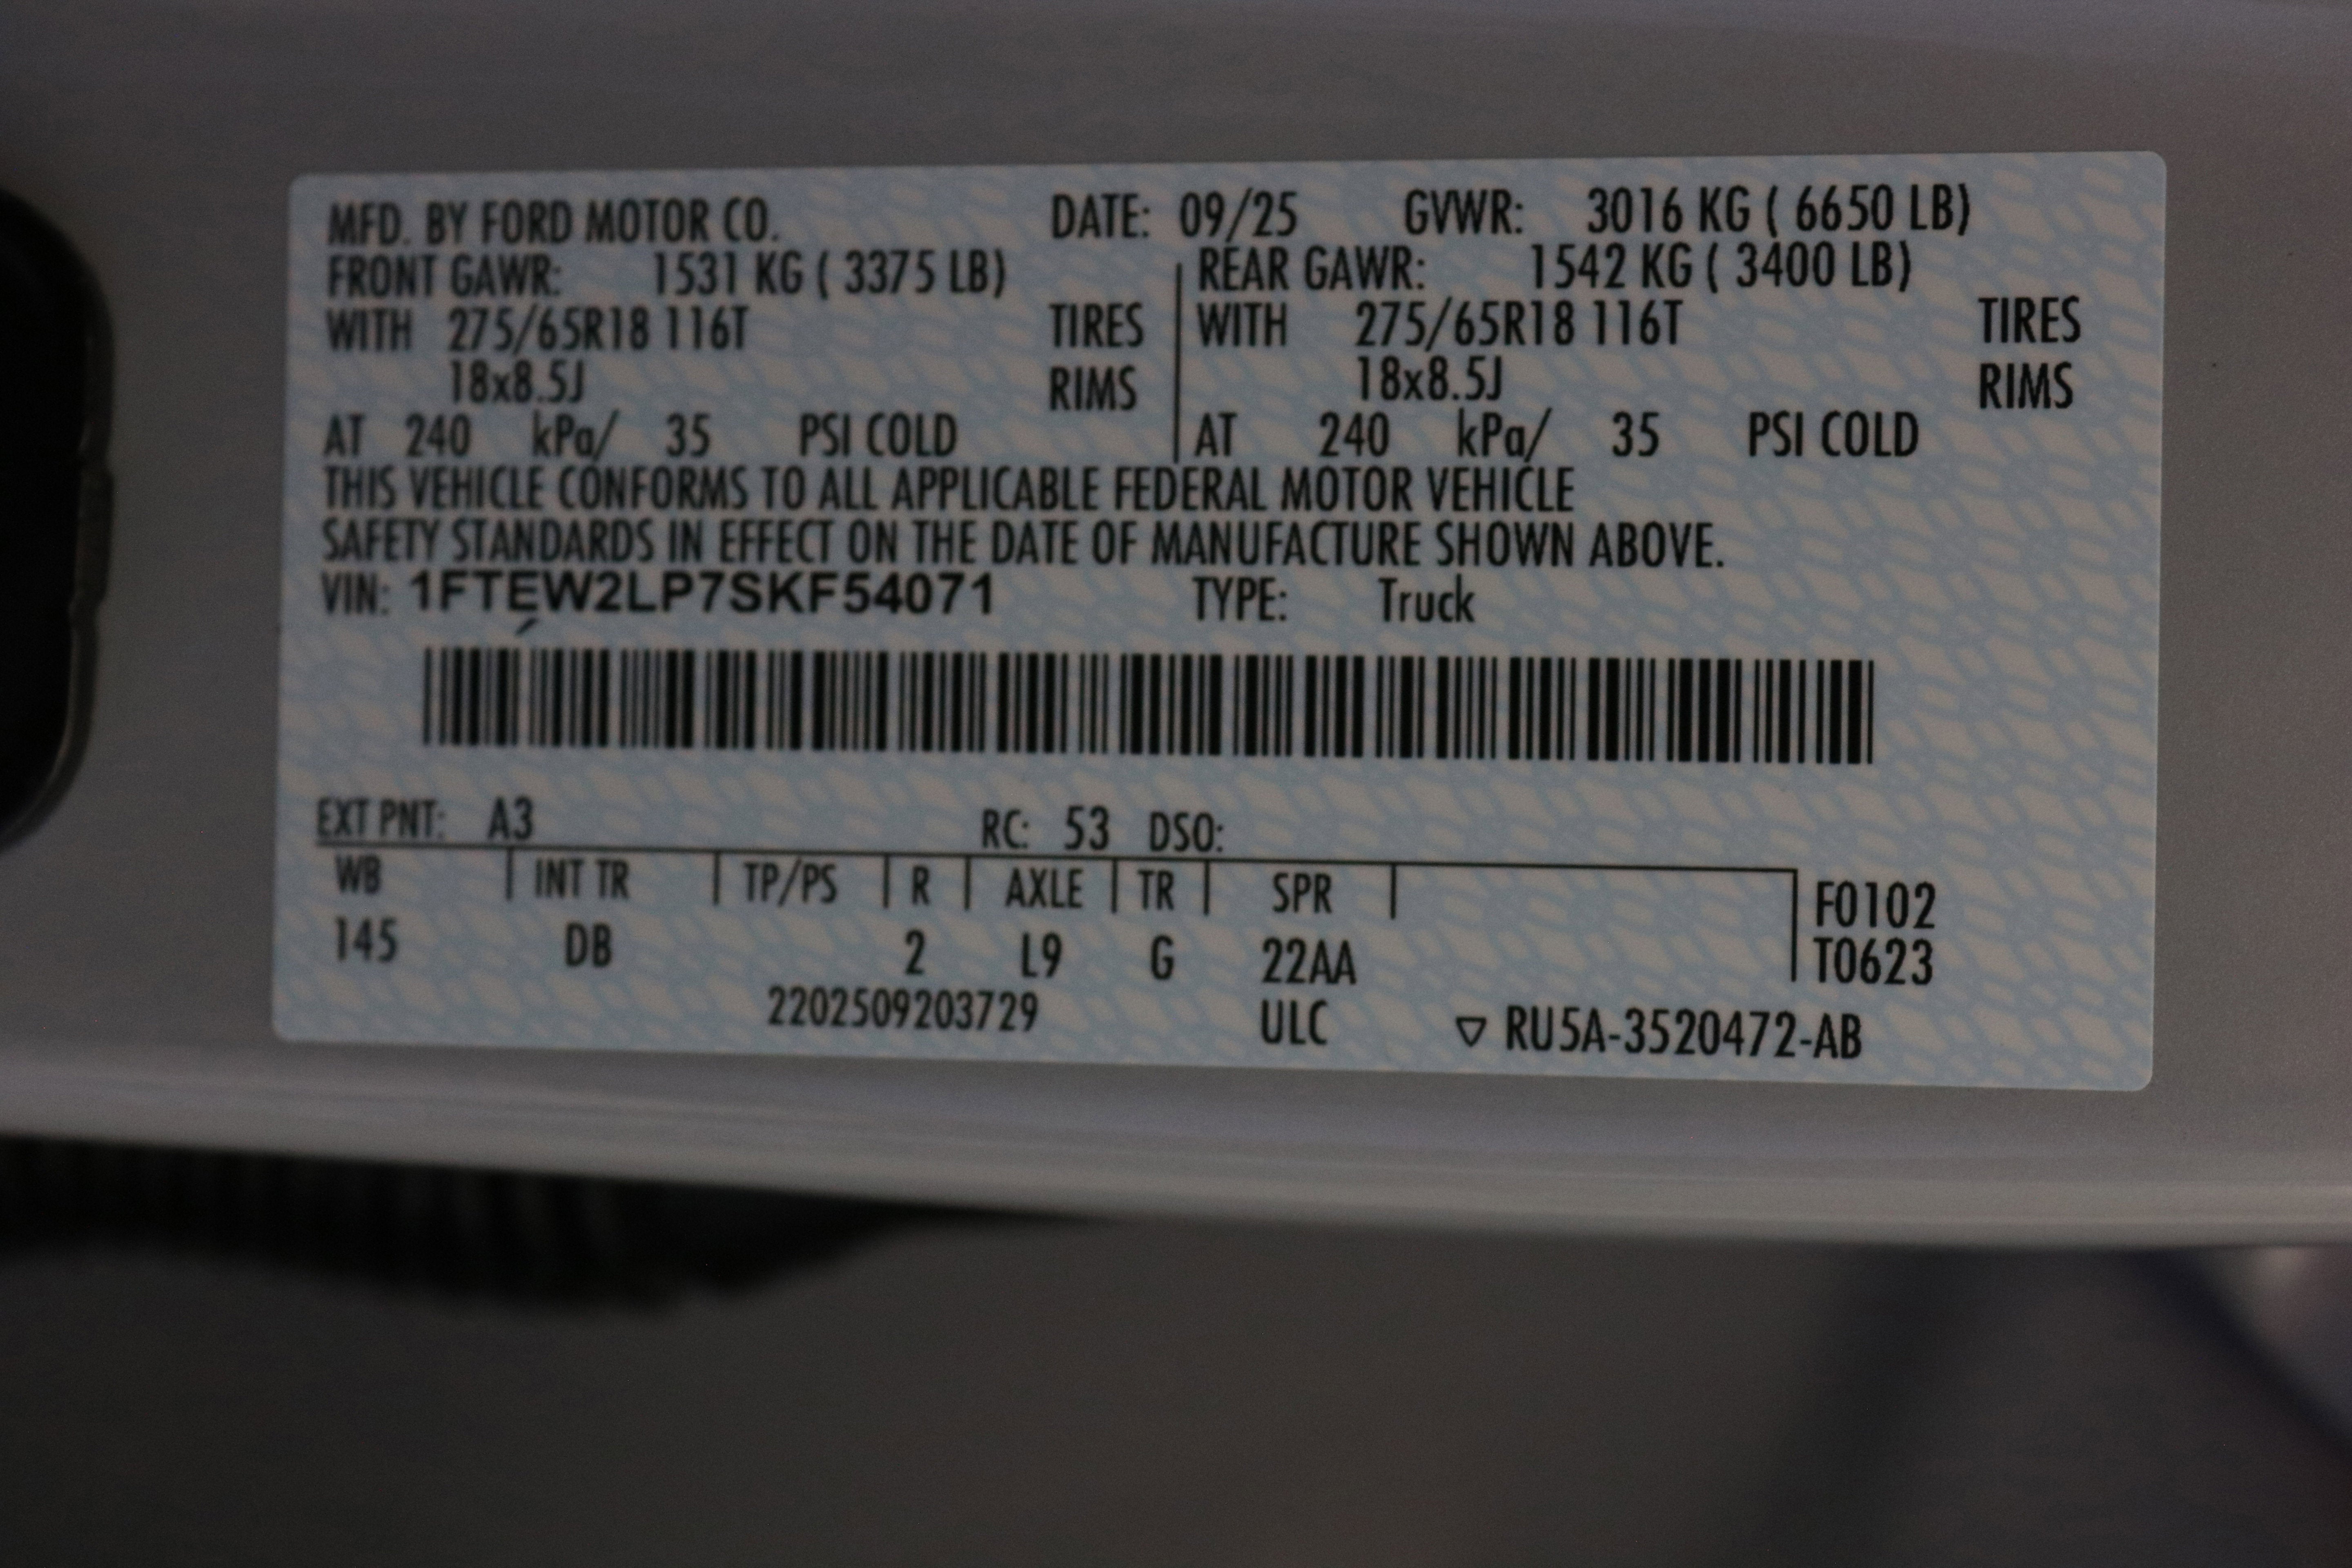 MFD. BY FORD MOTOR CO. DATE: 09/25 GVWR: 3016 KG ( 6650 LB)
FRONT GAWR: 1531 KG ( 3375 LB) REAR GAWR: 1542 KG ( 3400 LB)
WITH 275/65R18 116T TIRES WITH 275/65R18 116T TIRES
18x8.5J RIMS 18x8.5J RIMS
AT 240 kPa/ 35 PSI COLD AT 240 kPa/ 35 PSI COLD
THIS VEHICLE CONFORMS TO ALL APPLICABLE FEDERAL MOTOR VEHICLE
SAFETY STANDARDS IN EFFECT ON THE DATE OF MANUFACTURE SHOWN ABOVE.
VIN: 1FTEW2LP7SKF54071 TYPE: Truck
EXT PNT: A3 RC: 53 DSO:
WB INT TR TP/PS R AXLE TR SPR F0102
145 DB 2 L9 G 22AA T0623
2202509203729 ULC ▽ RU5A-3520472-AB